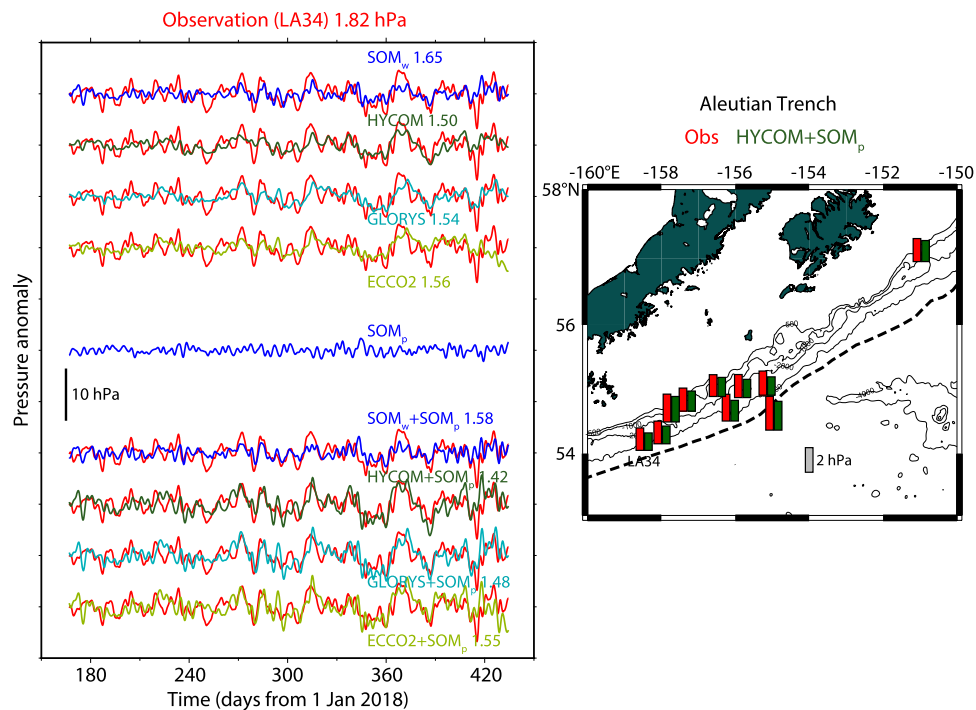 Observation (LA34) 1.82 hPa
SOMw 1.65
HYCOM 1.50
GLORYS 1.54
ECCO2 1.56
SOMp
10 hPa
SOMw+SOMp 1.58
HYCOM+SOMp 1.42
GLORYS+SOMp 1.48
ECCO2+SOMp 1.55
Pressure anomaly
180 240 300 360 420
Time (days from 1 Jan 2018)
Aleutian Trench
Obs HYCOM+SOMp
-160°E -158 -156 -154 -152 -150
58°N
56
54
500
-4000
LA34
2 hPa